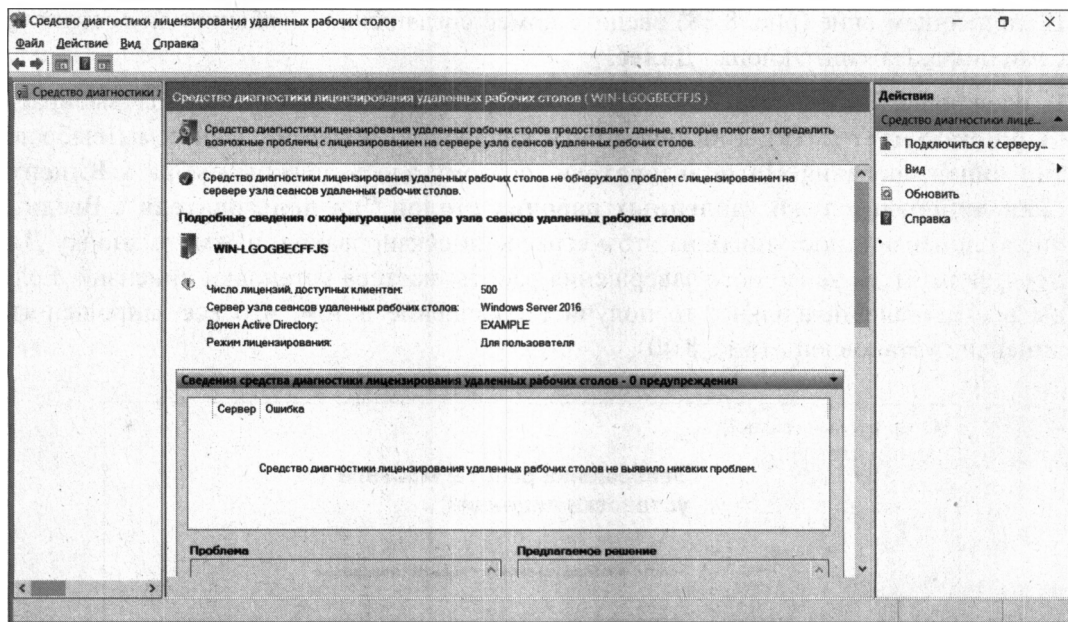 Средство диагностики лицензирования удаленных рабочих столов
Файл Действие Вид Справка
Средство диагностики л
Средство диагностики лицензирования удаленных рабочих столов ( WIN-LGOGBECFFJS )
Средство диагностики лицензирования удаленных рабочих столов предоставляет данные, которые помогают определить
возможные проблемы с лицензированием на сервере узла сеансов удаленных рабочих столов.
Средство диагностики лицензирования удаленных рабочих столов не обнаружило проблем с лицензированием на
сервере узла сеансов удаленных рабочих столов.
Подробные сведения о конфигурации сервера узла сеансов удаленных рабочих столов
WIN-LGOGBECFFJS
Число лицензий, доступных клиентам: 500
Сервер узла сеансов удаленных рабочих столов: Windows Server 2016
Домен Active Directory: EXAMPLE
Режим лицензирования: Для пользователя
Сведения средства диагностики лицензирования удаленных рабочих столов - 0 предупреждения
Сервер Ошибка
Средство диагностики лицензирования удаленных рабочих столов не выявило никаких проблем.
Проблема
Предлагаемое решение
Действия
Средство диагностики лице...
Подключиться к серверу...
Вид
Обновить
Справка